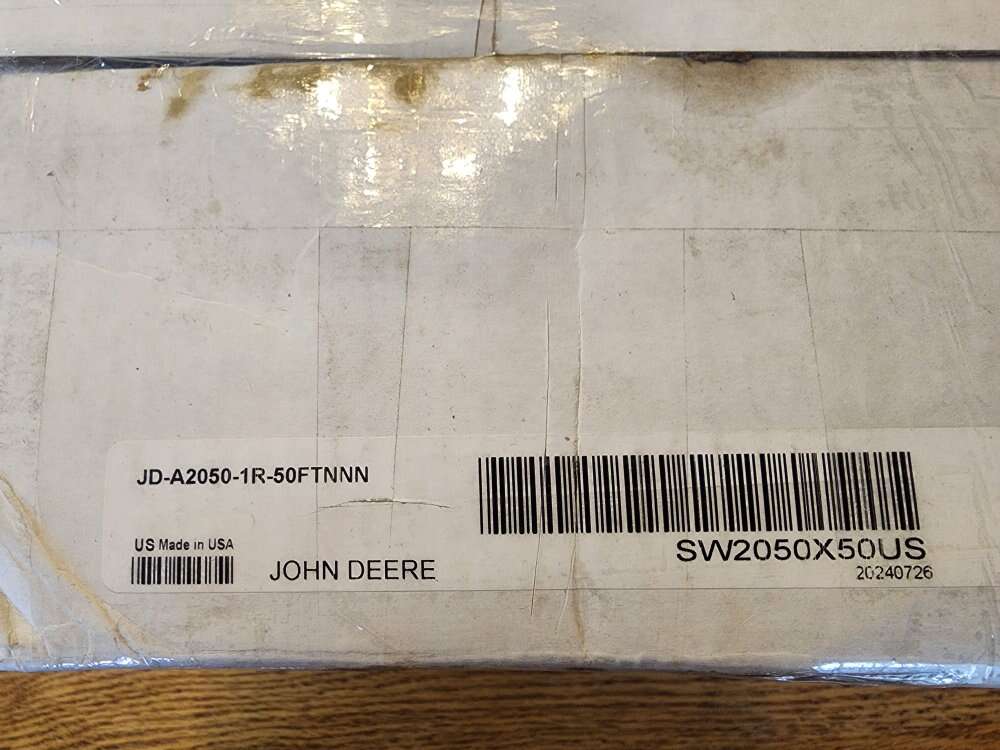 JD-A2050-1R-50FTNNN
US Made in USA
JOHN DEERE
SW2050X50US
20240726